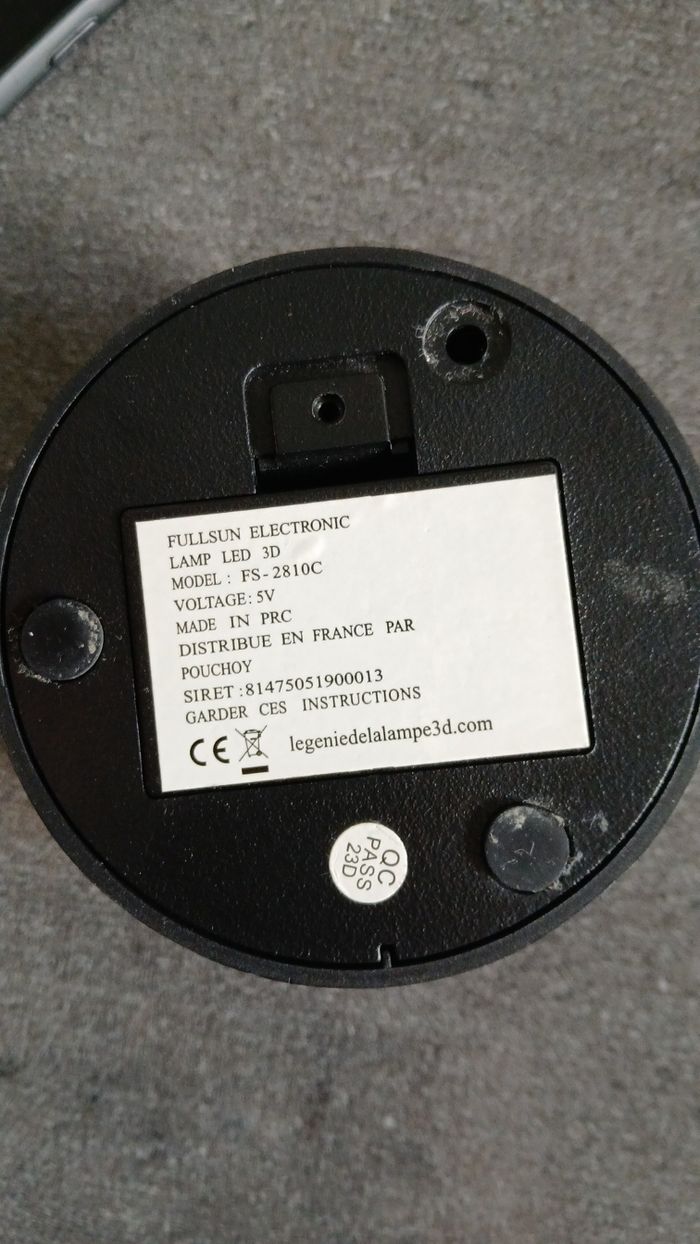 FULLSUN ELECTRONIC
LAMP LED 3D
MODEL : FS-2810C
VOLTAGE: 5V
MADE IN PRC
DISTRIBUE EN FRANCE PAR
POUCHOY
SIRET :81475051900013
GARDER CES INSTRUCTIONS
CE legeniedelalampe3d.com
QC
PASS
23D